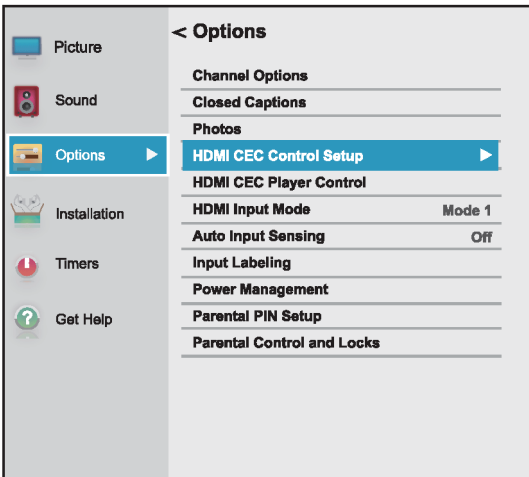 Picture
Sound
Options
Installation
Timers
Get Help
< Options
Channel Options
Closed Captions
Photos
HDMI CEC Control Setup
HDMI CEC Player Control
HDMI Input Mode Mode 1
Auto Input Sensing Off
Input Labeling
Power Management
Parental PIN Setup
Parental Control and Locks